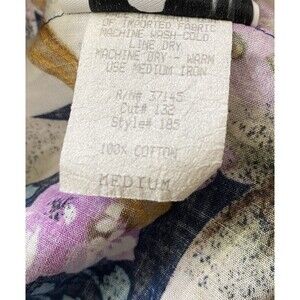 OF IMPORTED FABRIC
MACHINE WASH COLD
LINE DRY
MACHINE DRY -- WARM
USE MEDIUM IRON
37145
Cut# 132
Style# 185
100% COTTON
MEDIUM